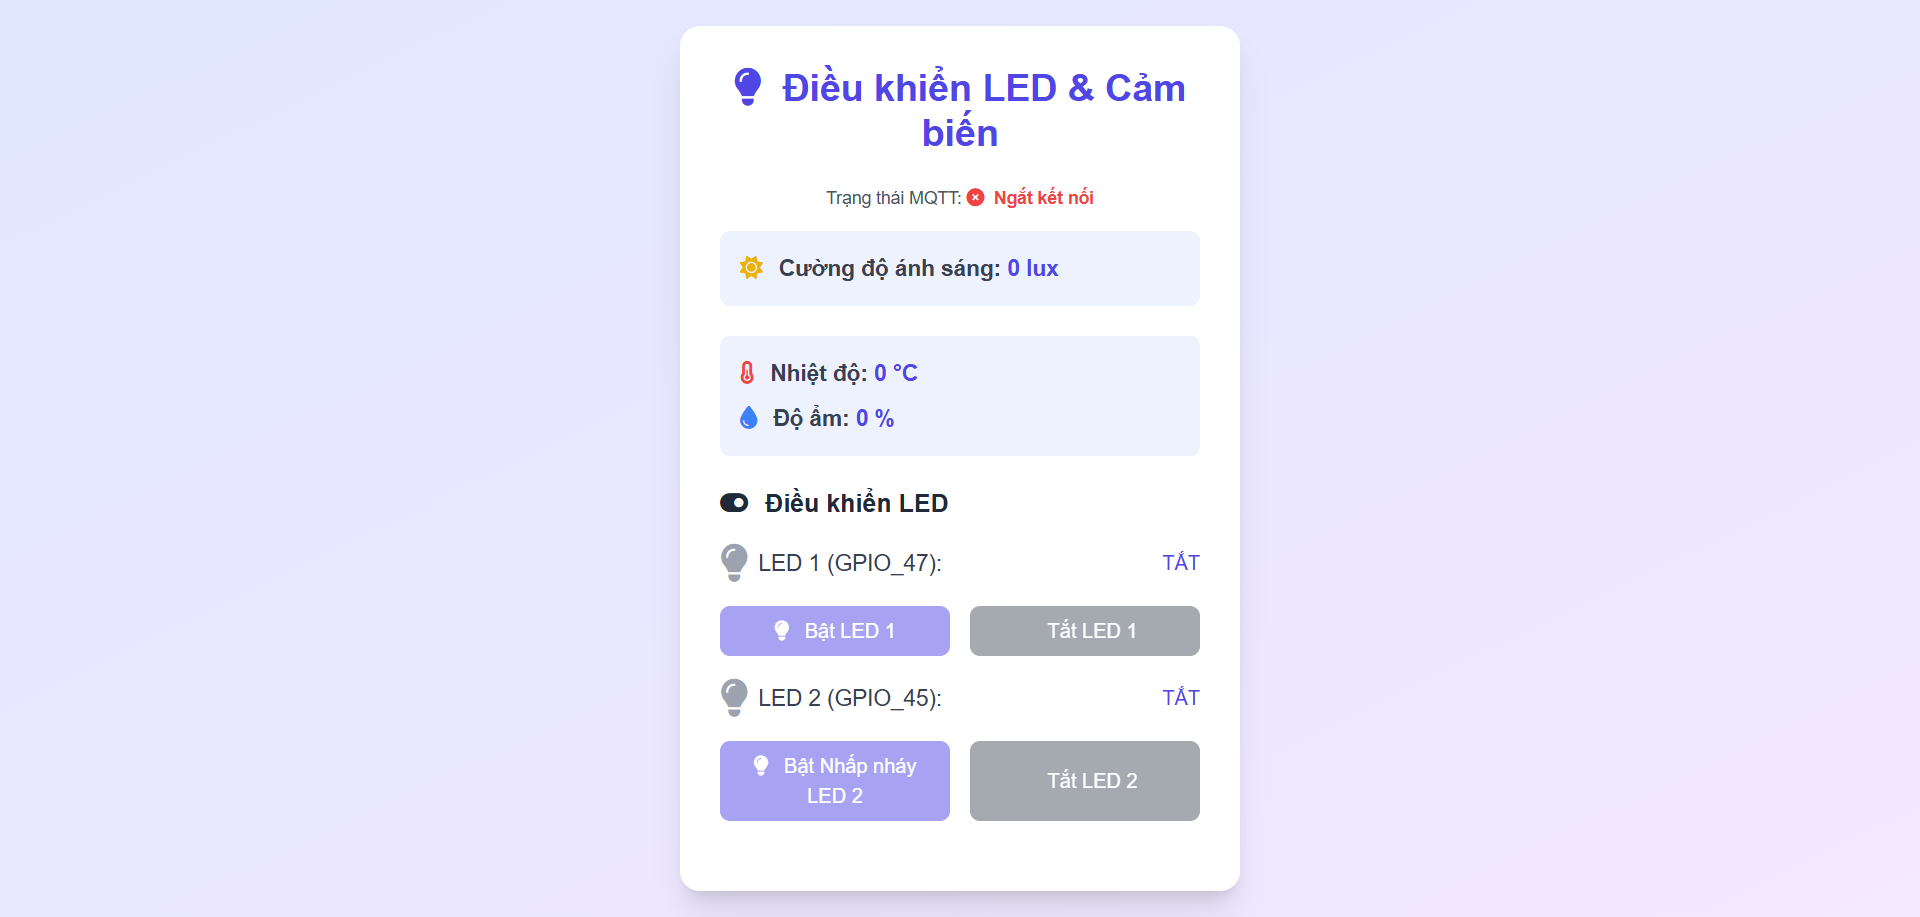 Điều khiển LED & Cảm
biến
Trạng thái MQTT: Ngắt kết nối
Cường độ ánh sáng: 0 lux
Nhiệt độ: 0 °C
Độ ẩm: 0 %
Điều khiển LED
LED 1 (GPIO_47): TẮT
Bật LED 1 Tắt LED 1
LED 2 (GPIO_45): TẮT
Bật Nhấp nháy
LED 2
Tắt LED 2